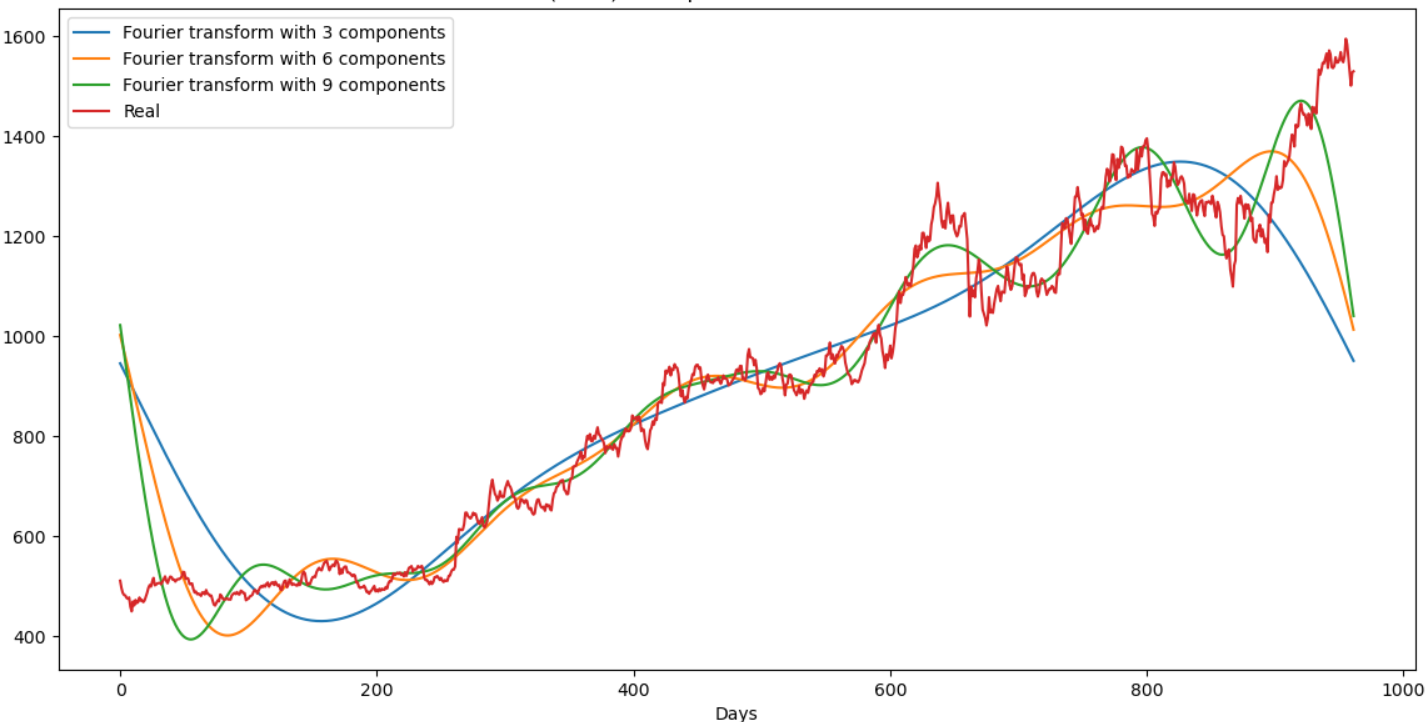 Fourier transform with 3 components
Fourier transform with 6 components
Fourier transform with 9 components
Real
1600
1400
1200
1000
800
600
400
0 200 400 600 800 1000
Days